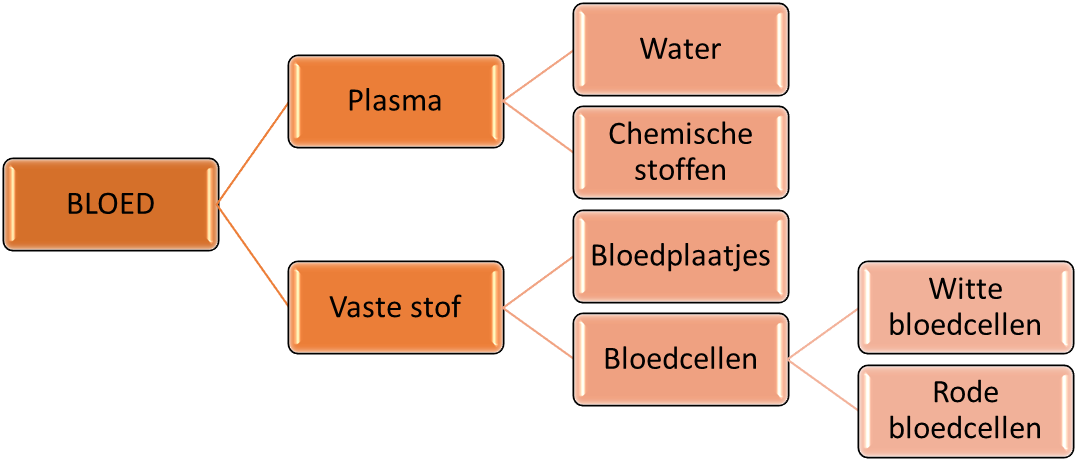 BLOED
Plasma
Water
Chemische
stoffen
Vaste stof
Bloedplaatjes
Bloedcellen
Witte
bloedcellen
Rode
bloedcellen